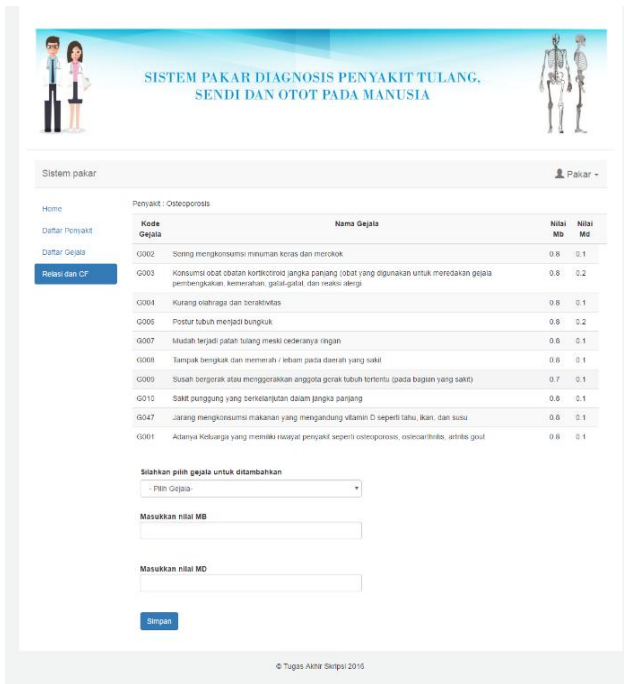 SISTEM PAKAR DIAGNOSIS PENYAKIT TULANG,
SENDI DAN OTOT PADA MANUSIA
Sistem pakar
Pakar
Home
Daftar Penyakit
Daftar Gejala
Relasi dan CF
Penyakit : Osteoporosis
Kode Gejala Nama Gejala Nilai Mb Nilai Md
G002 Sering mengkonsumsi minuman keras dan merokok 0.8 0.1
G003 Konsumsi obat obatan kortikotiroid jangka panjang (obat yang digunakan untuk meredakan gejala
pembengkakan, kemerahan, gatal-gatal, dan reaksi alergi 0.8 0.2
G004 Kurang olahraga dan beraktivitas 0.8 0.1
G006 Postur tubuh menjadi bungkuk 0.8 0.2
G007 Mudah terjadi patah tulang meski cederanya ringan 0.8 0.1
G008 Tampak bengkak dan memerah / lebam pada daerah yang sakit 0.6 0.1
G009 Susah bergerak atau menggerakkan anggota gerak tubuh tertentu (pada bagian yang sakit) 0.7 0.1
G010 Sakit punggung yang berkelanjutan dalam jangka panjang 0.8 0.1
G047 Jarang mengkonsumsi makanan yang mengandung vitamin D seperti tahu, ikan, dan susu 0.8 0.1
G001 Adanya Keluarga yang memiliki riwayat penyakit seperti osteoporosis, osteoarthritis, artritis gout 0.8 0.1
Silahkan pilih gejala untuk ditambahkan
- Pilih Gejala-
Masukkan nilai MB
Masukkan nilai MD
Simpan
© Tugas Akhir Skripsi 2016